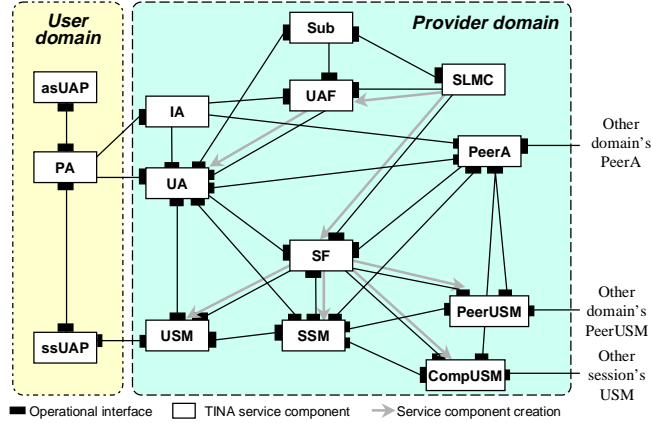 User
domain
Provider domain
Sub
asUAP
IA
UAF
SLMC
Other
domain's
PeerA
PeerA
PA
UA
SF
PeerUSM
Other
domain's
PeerUSM
ssUAP
USM
SSM
CompUSM
Other
session's
USM
Operational interface
TINA service component
Service component creation